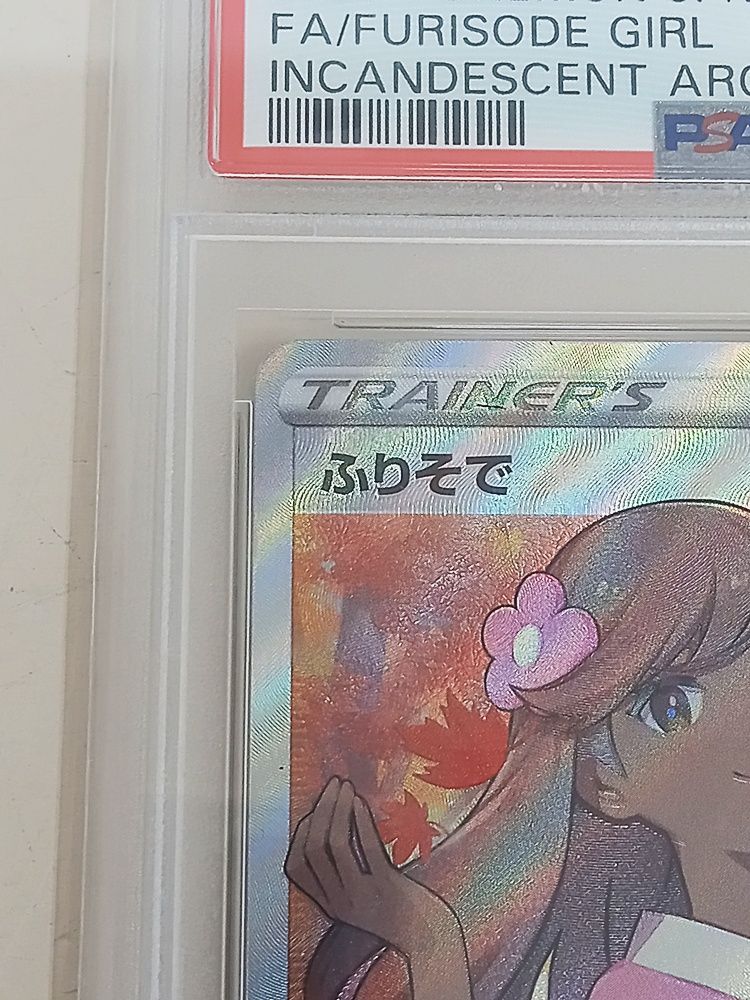 FA/FURISODE GIRL
INCANDESCENT ARC
PSA
TRAINER'S
ふりそで